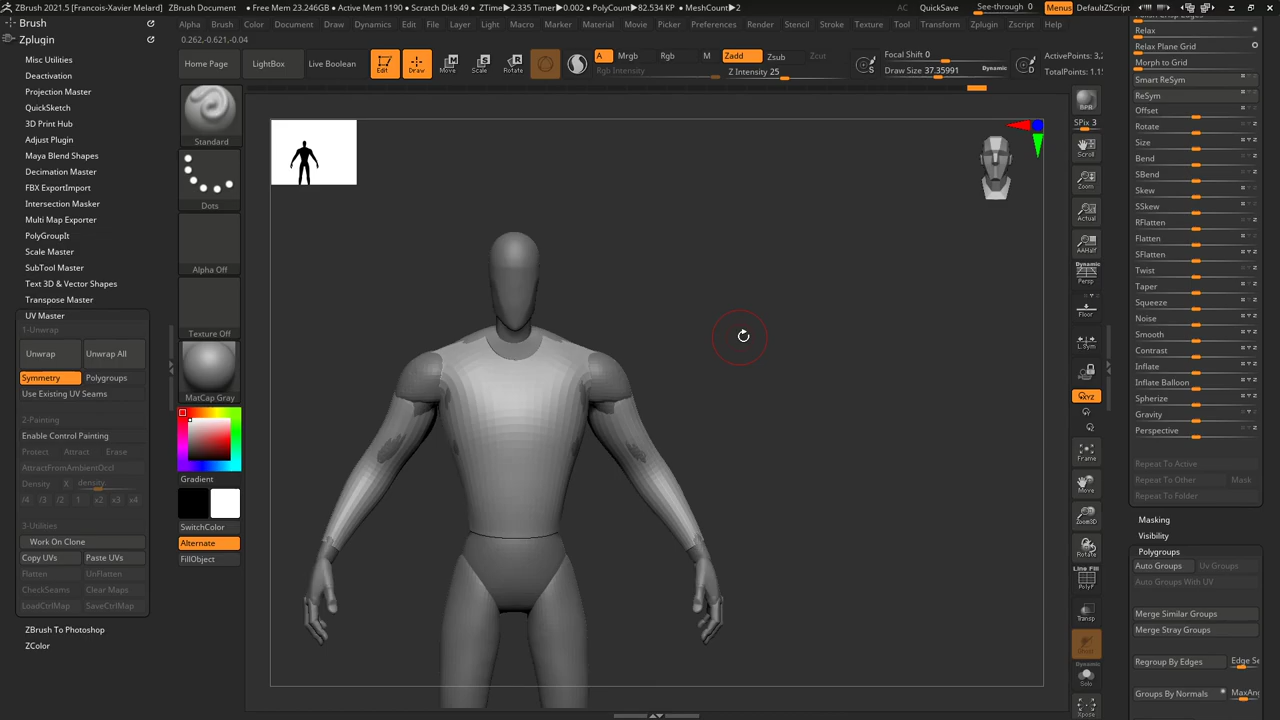 ZBrush 2021.5 [Francois-Xavier Melard]   ZBrush Document   • Free Mem 23.246GB • Active Mem 1190 • Scratch Disk 49 • ZTime▶2.335 Timer▶0.002 • PolyCount▶82.534 KP • MeshCount▶2
AC QuickSave See-through 0 Menus DefaultZScript
Brush
Alpha Brush Color Document Draw Dynamics Edit File Layer Light Macro Marker Material Movie Picker Preferences Render Stencil Stroke Texture Tool Transform Zplugin Zscript Help
Zplugin
0.262,-0.621,-0.04
Home Page LightBox Live Boolean
Edit Draw Move Scale Rotate
A Mrgb Rgb M Zadd Zsub Zcut
Rgb Intensity Z Intensity 25
Focal Shift 0
Draw Size 37.35991 Dynamic
S
D
TotalPoints: 1.1
Misc Utilities
Deactivation
Projection Master
QuickSketch
3D Print Hub
Adjust Plugin
Maya Blend Shapes
Decimation Master
FBX ExportImport
Intersection Masker
Multi Map Exporter
PolyGroupIt
Scale Master
SubTool Master
Text 3D & Vector Shapes
Transpose Master
UV Master
1-Unwrap
Unwrap Unwrap All
Symmetry Polygroups
Use Existing UV Seams
2-Painting
Enable Control Painting
Protect Attract Erase
AttractFromAmbientOccl
Density X density
/4 /3 /2 1 x2 x3 x4
3-Utilities
Work On Clone
Copy UVs Paste UVs
Flatten UnFlatten
CheckSeams Clear Maps
LoadCtrlMap SaveCtrlMap
ZBrush To Photoshop
ZColor
Standard
Dots
Alpha Off
Texture Off
MatCap Gray
Gradient
SwitchColor
Alternate
FillObject
BPR
SPix 3
Scroll
Zoom
Actual
AAHalf
Dynamic
Persp
Floor
L.Sym
XYZ
Frame
Move
Zoom3D
Rotate
Line Fill
PolyF
Transp
Ghost
Dynamic
Solo
Xpose
Relax
Relax Plane Grid
Morph to Grid
Smart ReSym
ReSym
Offset
Rotate
Size
Bend
SBend
Skew
SSkew
RFlatten
Flatten
SFlatten
Twist
Taper
Squeeze
Noise
Smooth
Contrast
Inflate
Inflate Balloon
Spherize
Gravity
Perspective
Repeat To Active
Repeat To Other Mask
Repeat To Folder
Masking
Visibility
Polygroups
Auto Groups Uv Groups
Auto Groups With UV
Merge Similar Groups
Merge Stray Groups
Regroup By Edges Edge Se
Groups By Normals MaxAn